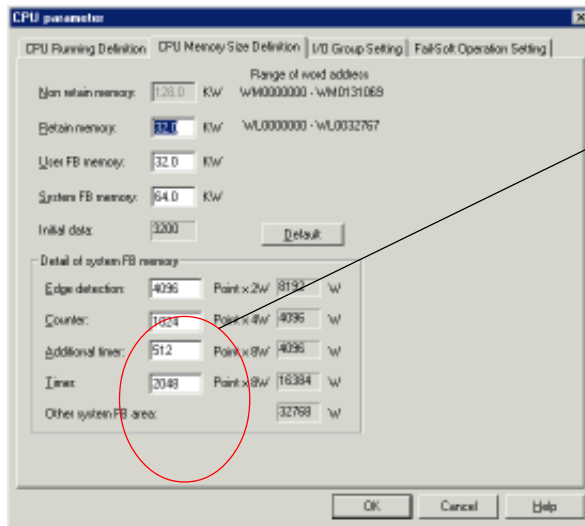 CPU parameter
CPU Running Definition CPU Memory Size Definition I/O Group Setting Fail-Soft Operation Setting
Range of word address
Non retain memory: 128.0 KW WM0000000 - WM0131069
Retain memory: 32.0 KW WL0000000 - WL0032767
User FB memory: 32.0 KW
System FB memory: 64.0 KW
Initial data: 3200
Default
Detail of system FB memory
Edge detection: 4096 Point x 2W 8192 W
Counter: 1024 Point x 4W 4096 W
Additional timer: 512 Point x 8W 4096 W
Timer: 2048 Point x 8W 16384 W
Other system FB area: 32768 W
OK Cancel Help